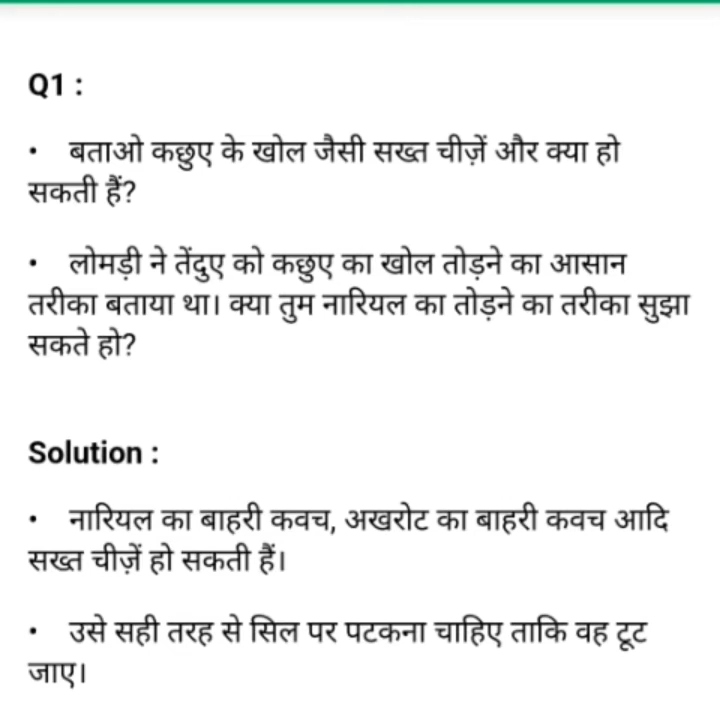 Q1 :
• बताओ कछुए के खोल जैसी सख्त चीज़ें और क्या हो
सकती हैं?
• लोमड़ी ने तेंदुए को कछुए का खोल तोड़ने का आसान
तरीका बताया था। क्या तुम नारियल का तोड़ने का तरीका सुझा
सकते हो?
Solution :
• नारियल का बाहरी कवच, अखरोट का बाहरी कवच आदि
सख्त चीज़ें हो सकती हैं।
• उसे सही तरह से सिल पर पटकना चाहिए ताकि वह टूट
जाए।